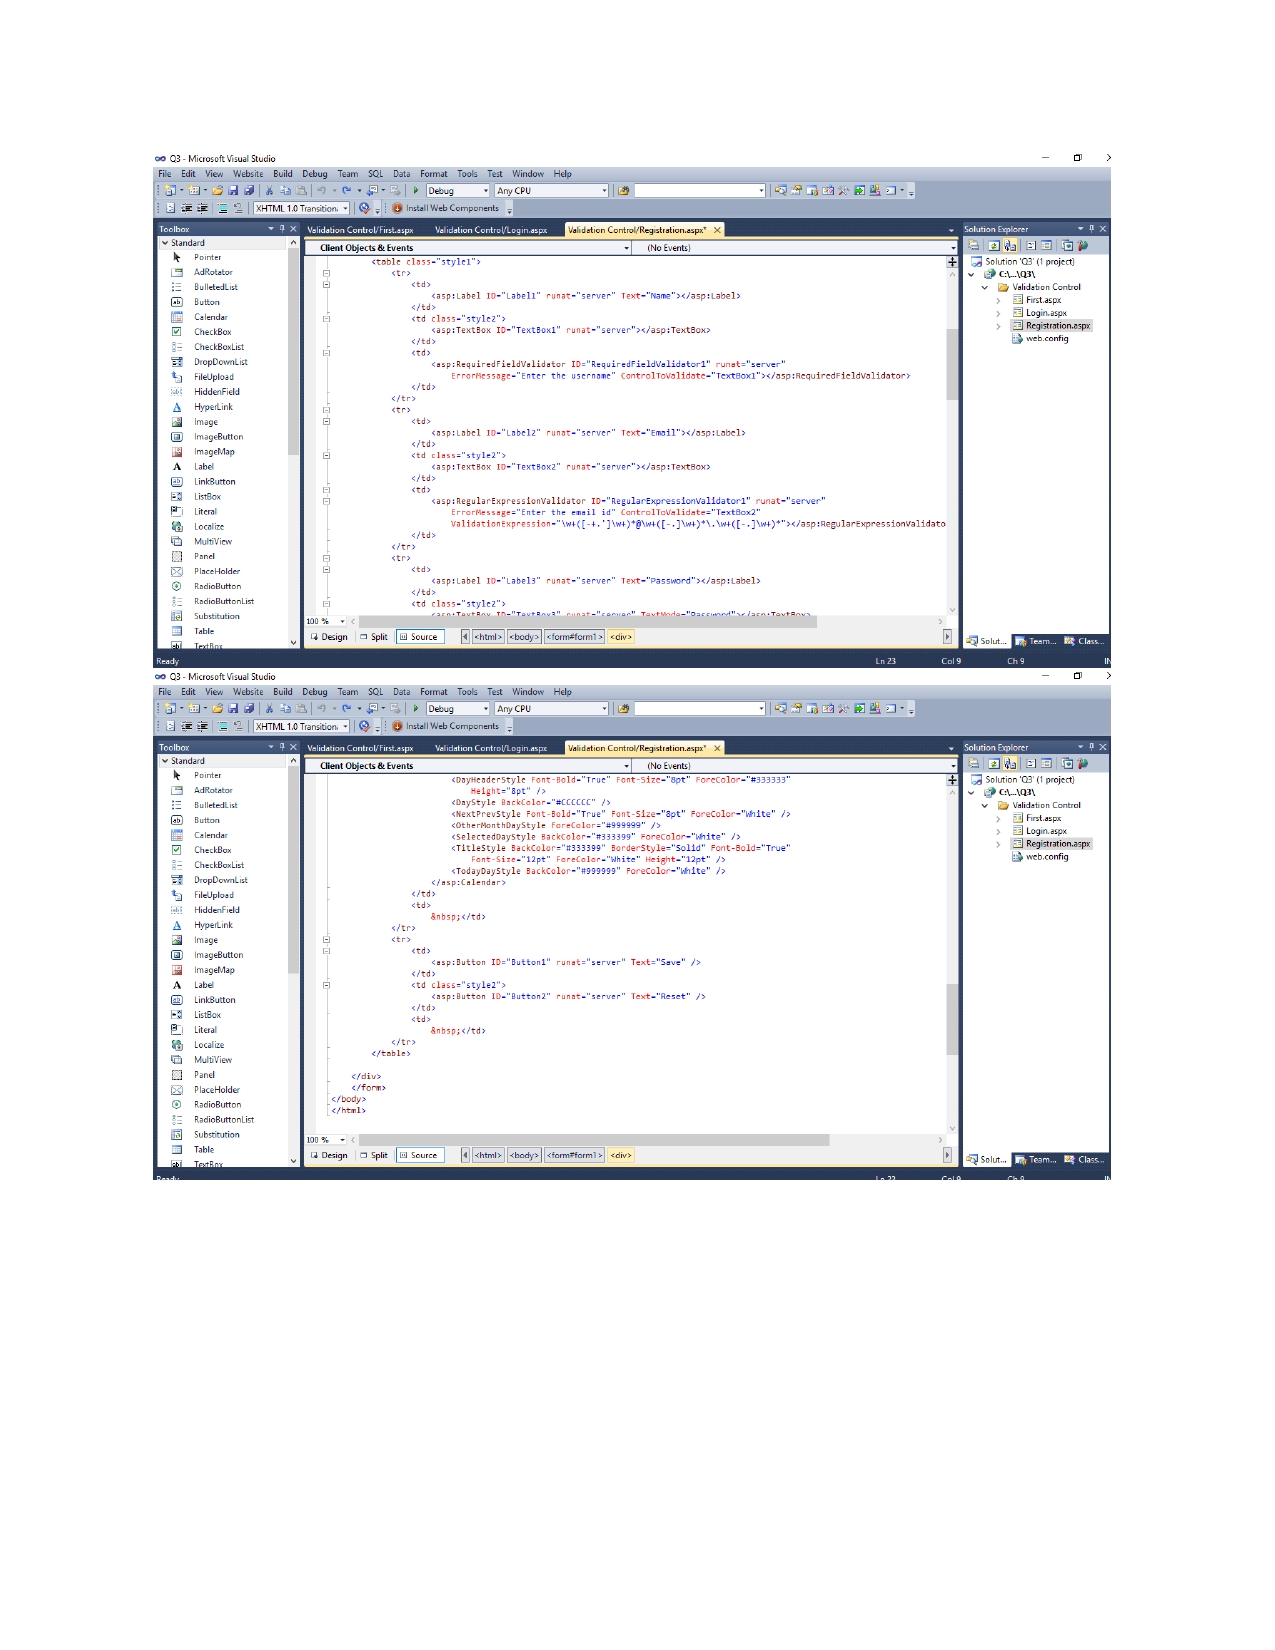 Q3 - Microsoft Visual Studio
File Edit View Website Build Debug Team SQL Data Format Tools Test Window Help
Debug Any CPU
XHTML 1.0 Transition. Install Web Components
Toolbox
Standard
Pointer
AdRotator
BulletedList
Button
Calendar
CheckBox
CheckBoxList
DropDownList
FileUpload
HiddenField
HyperLink
Image
ImageButton
ImageMap
Label
LinkButton
ListBox
Literal
Localize
MultiView
Panel
PlaceHolder
RadioButton
RadioButtonList
Substitution
Table
TextBox
Validation Control/First.aspx Validation Control/Login.aspx Validation Control/Registration.aspx*
Client Objects & Events (No Events)
<table class="style1">
<tr>
<td>
<asp:Label ID="Label1" runat="server" Text="Name"></asp:Label>
</td>
<td class="style2">
<asp:TextBox ID="TextBox1" runat="server"></asp:TextBox>
</td>
<td>
<asp:RequiredFieldValidator ID="RequiredFieldValidator1" runat="server"
ErrorMessage="Enter the username" ControlToValidate="TextBox1"></asp:RequiredFieldValidator>
</td>
</tr>
<tr>
<td>
<asp:Label ID="Label2" runat="server" Text="Email"></asp:Label>
</td>
<td class="style2">
<asp:TextBox ID="TextBox2" runat="server"></asp:TextBox>
</td>
<td>
<asp:RegularExpressionValidator ID="RegularExpressionValidator1" runat="server"
ErrorMessage="Enter the email id" ControlToValidate="TextBox2"
ValidationExpression="\w+([-+.']\w+)*@\w+([-.]\w+)*\.\w+([-.]\w+)*"></asp:RegularExpressionValidato
</td>
</tr>
<tr>
<td>
<asp:Label ID="Label3" runat="server" Text="Password"></asp:Label>
</td>
<td class="style2">
<asp:TextBox ID="TextBox3" runat="server" TextMode="Password"></asp:TextBox>
100 %
Design Split Source <html> <body> <form#form1> <div>
Solution Explorer
Solution 'Q3' (1 project)
C:\...\Q3\
Validation Control
First.aspx
Login.aspx
Registration.aspx
web.config
Solut... Team... Class...
Ready Ln 23 Col 9 Ch 9 IN
Q3 - Microsoft Visual Studio
File Edit View Website Build Debug Team SQL Data Format Tools Test Window Help
Debug Any CPU
XHTML 1.0 Transition. Install Web Components
Toolbox
Standard
Pointer
AdRotator
BulletedList
Button
Calendar
CheckBox
CheckBoxList
DropDownList
FileUpload
HiddenField
HyperLink
Image
ImageButton
ImageMap
Label
LinkButton
ListBox
Literal
Localize
MultiView
Panel
PlaceHolder
RadioButton
RadioButtonList
Substitution
Table
TextBox
Validation Control/First.aspx Validation Control/Login.aspx Validation Control/Registration.aspx*
Client Objects & Events (No Events)
<DayHeaderStyle Font-Bold="True" Font-Size="8pt" ForeColor="#333333"
Height="8pt" />
<DayStyle BackColor="#CCCCCC" />
<NextPrevStyle Font-Bold="True" Font-Size="8pt" ForeColor="White" />
<OtherMonthDayStyle ForeColor="#999999" />
<SelectedDayStyle BackColor="#333399" ForeColor="White" />
<TitleStyle BackColor="#333399" BorderStyle="Solid" Font-Bold="True"
Font-Size="12pt" ForeColor="White" Height="12pt" />
<TodayDayStyle BackColor="#999999" ForeColor="White" />
</asp:Calendar>
</td>
<td>
&nbsp;</td>
</tr>
<tr>
<td>
<asp:Button ID="Button1" runat="server" Text="Save" />
</td>
<td class="style2">
<asp:Button ID="Button2" runat="server" Text="Reset" />
</td>
<td>
&nbsp;</td>
</tr>
</table>
</div>
</form>
</body>
</html>
100 %
Design Split Source <html> <body> <form#form1> <div>
Solution Explorer
Solution 'Q3' (1 project)
C:\...\Q3\
Validation Control
First.aspx
Login.aspx
Registration.aspx
web.config
Solut... Team... Class...
Ready Ln 23 Col 9 Ch 9 IN